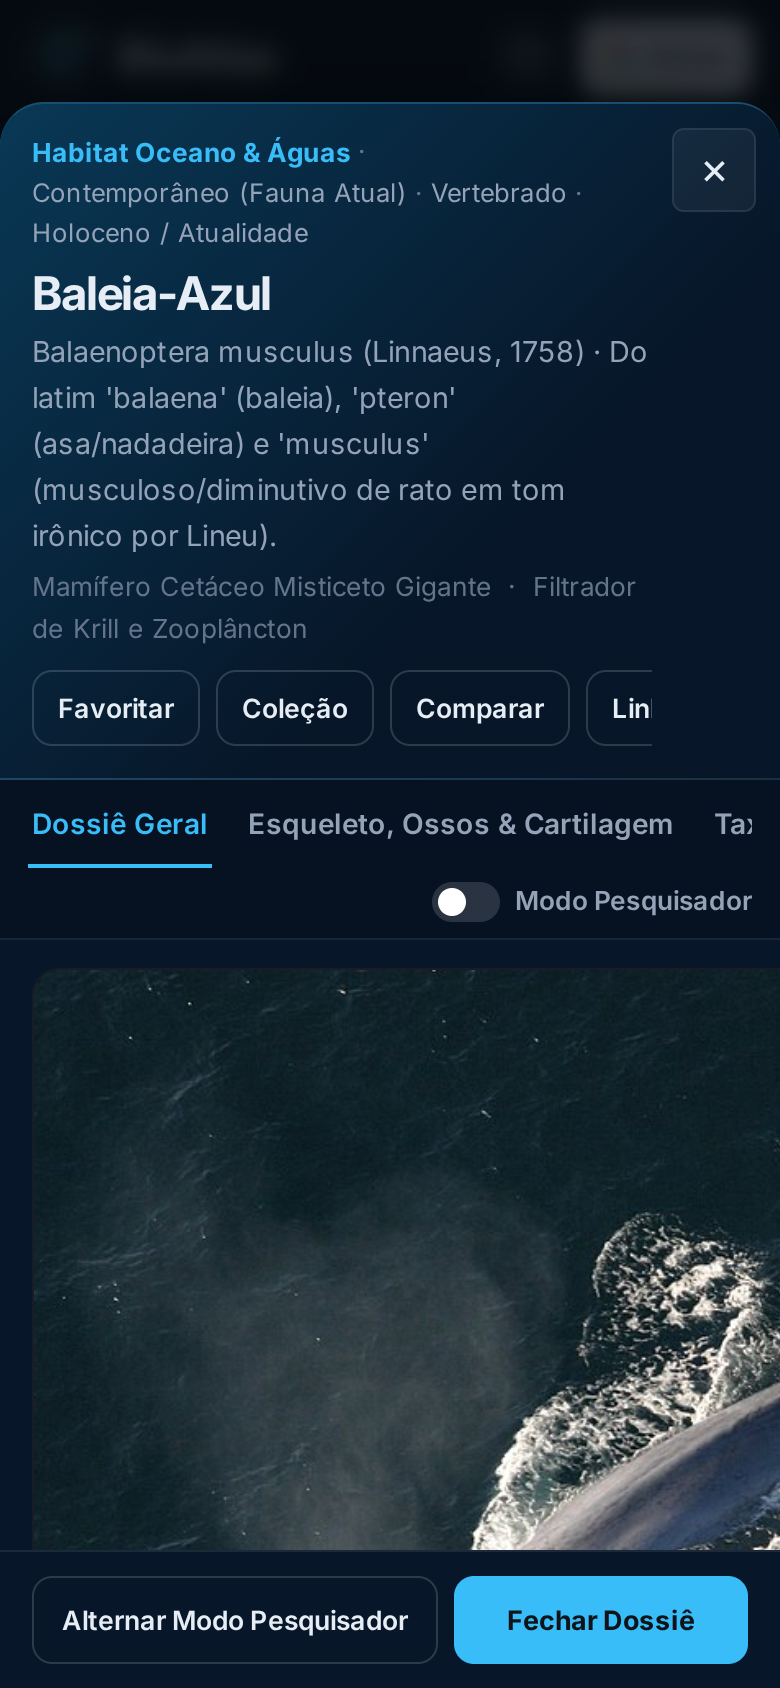 Habitat Oceano & Águas ·
Contemporâneo (Fauna Atual) · Vertebrado ·
Holoceno / Atualidade
✕
Baleia-Azul
Balaenoptera musculus (Linnaeus, 1758) · Do
latim 'balaena' (baleia), 'pteron'
(asa/nadadeira) e 'musculus'
(musculoso/diminutivo de rato em tom
irônico por Lineu).
Mamífero Cetáceo Misticeto Gigante · Filtrador
de Krill e Zooplâncton
Favoritar Coleção Comparar
Dossiê Geral Esqueleto, Ossos & Cartilagem
Modo Pesquisador
Alternar Modo Pesquisador Fechar Dossiê